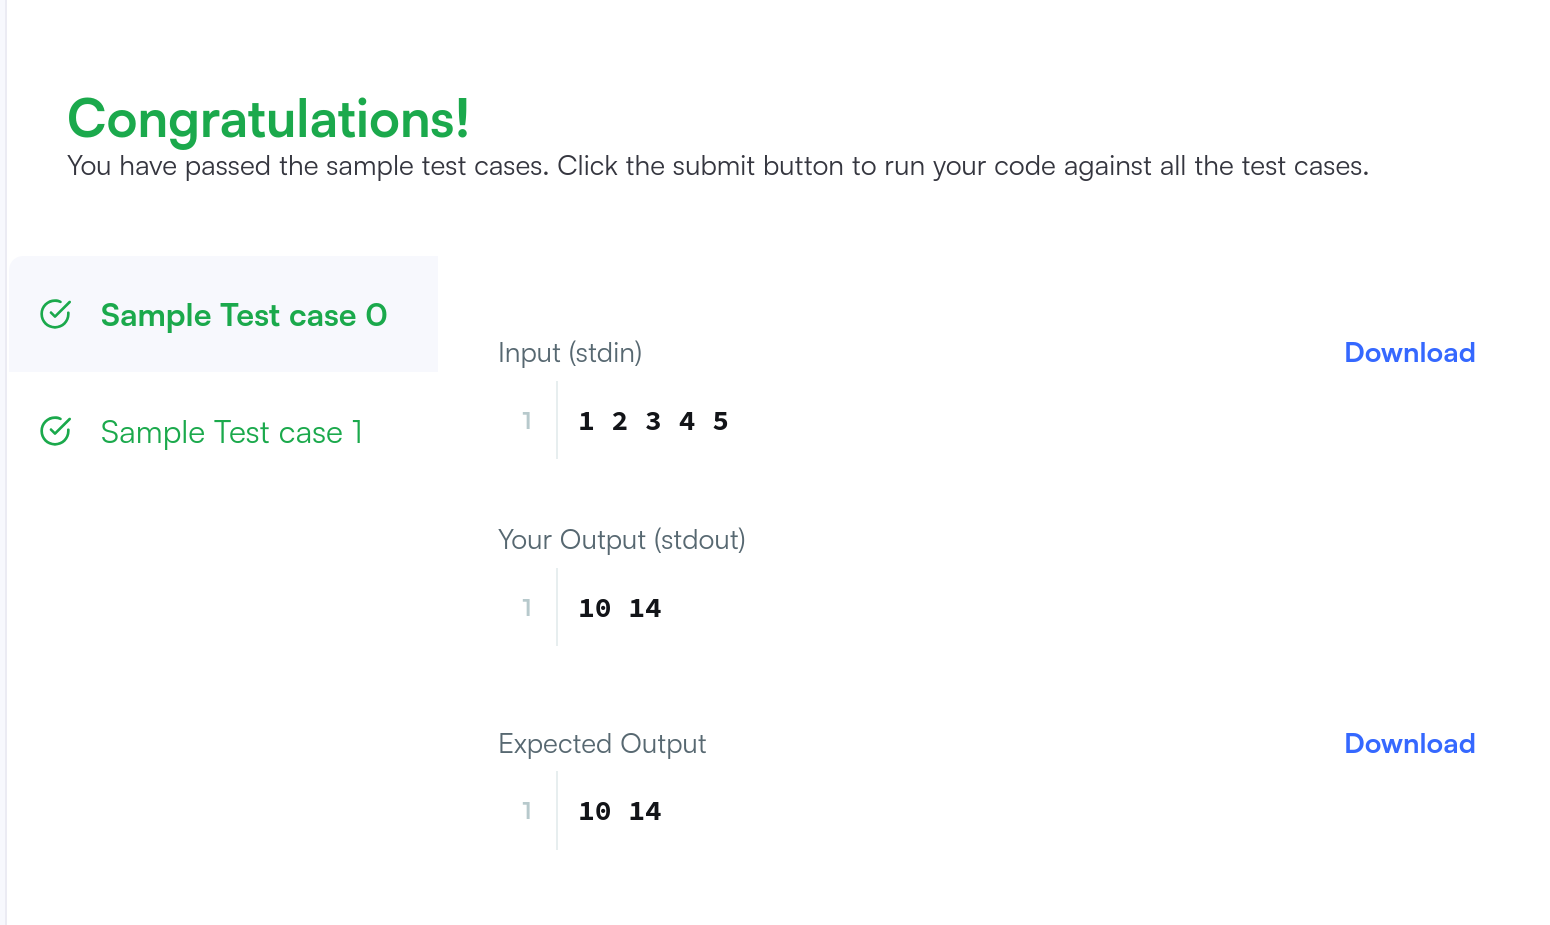 Congratulations!
You have passed the sample test cases. Click the submit button to run your code against all the test cases.
Sample Test case 0
Sample Test case 1
Input (stdin)
Download
1
1 2 3 4 5
Your Output (stdout)
1
10 14
Expected Output
Download
1
10 14